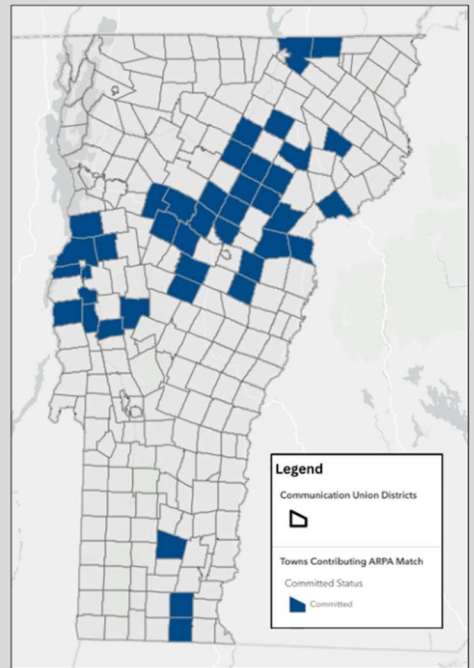 Legend
Communication Union Districts
Towns Contributing ARPA Match
Committed Status
Committed